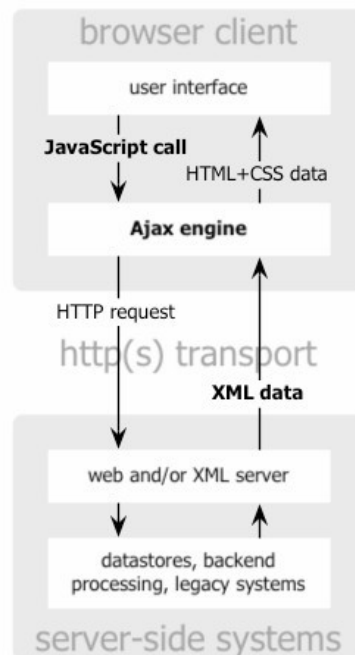 browser client
user interface
JavaScript call
HTML+CSS data
Ajax engine
HTTP request
http(s) transport
XML data
web and/or XML server
datastores, backend
processing, legacy systems
server-side systems